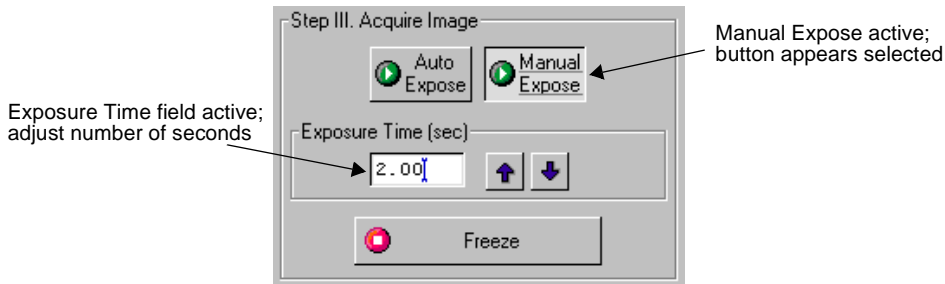 Step III. Acquire Image
Auto
Expose
Manual
Expose
Manual Expose active;
button appears selected
Exposure Time field active;
adjust number of seconds
Exposure Time (sec)
2.00
Freeze